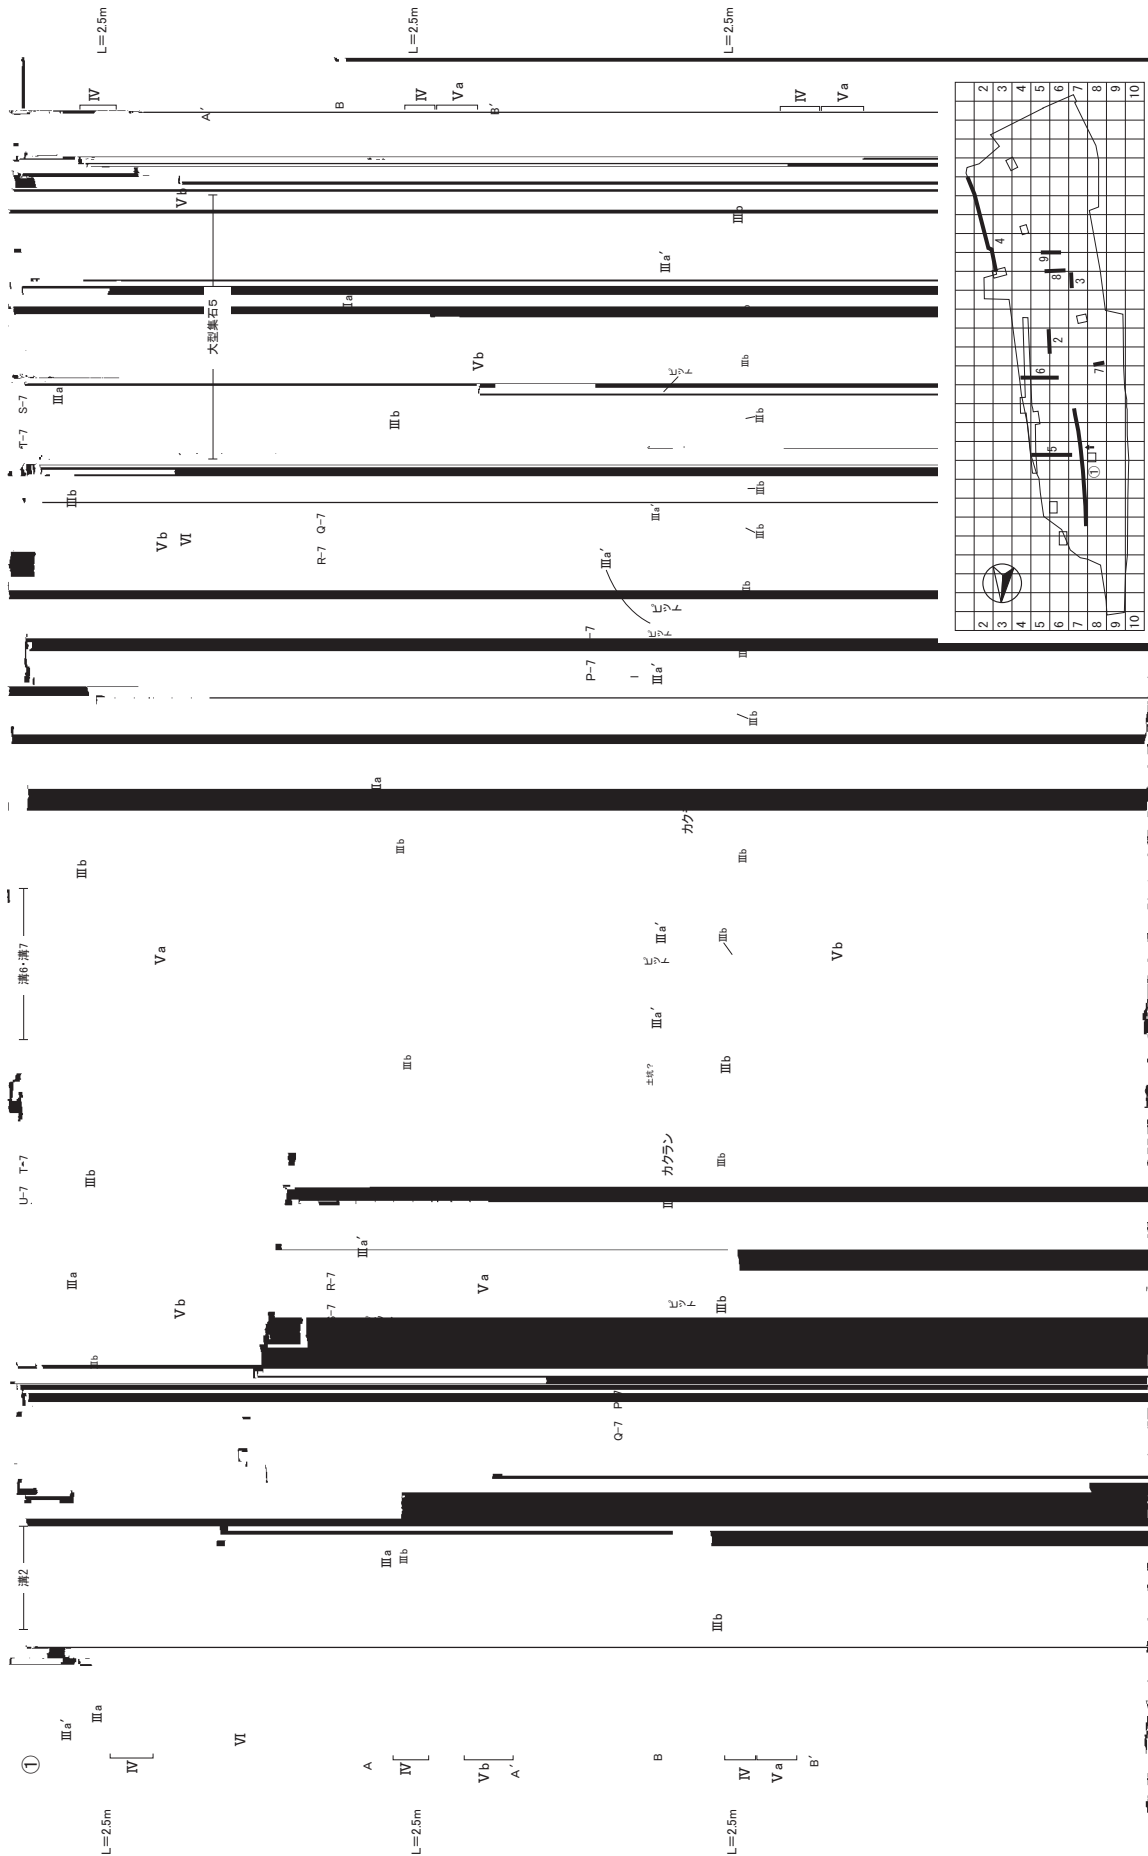 ①
L=2.5m
Ⅲa′
Ⅲa
Ⅳ
Ⅵ
溝2
Ⅲb
Ⅲa
Ⅴb
U-7 T-7
Ⅲb
溝6・溝7
Ⅴa
Ⅲb
Ⅴb
Ⅵ
Ⅲb
T-7 S-7
Ⅲa
大型集石5
Ⅴb
Ⅳ
A′
L=2.5m
L=2.5m
A
Ⅳ
Ⅴb
A′
Ⅲa
Ⅲb
R-7
Ⅲa′
Ⅴa
Ⅲb
Ⅲb
R-7 Q-7
Ⅲb
Ⅴb
B
Ⅳ
Ⅴa
B′
L=2.5m
L=2.5m
B
Ⅳ
Ⅴa
B′
Ⅲb
Q-7 P-7
ピット
Ⅲb
カクラン
Ⅲb
土坑?
Ⅲb
Ⅲa′
ピット
Ⅲa′
Ⅲb
Ⅴb
Ⅲb
Ⅲb
P-7
Ⅰ
Ⅲa′
ピット
ピット
Ⅲa′
Ⅲa′
Ⅲb
Ⅲb
Ⅲb
ピット
Ⅲb
Ⅲa′
Ⅲb
Ⅳ
Ⅴa
L=2.5m
2
3
4
5
6
7
8
9
10
①
5
6
7
2
3
8
9
4
2
3
4
5
6
7
8
9
10